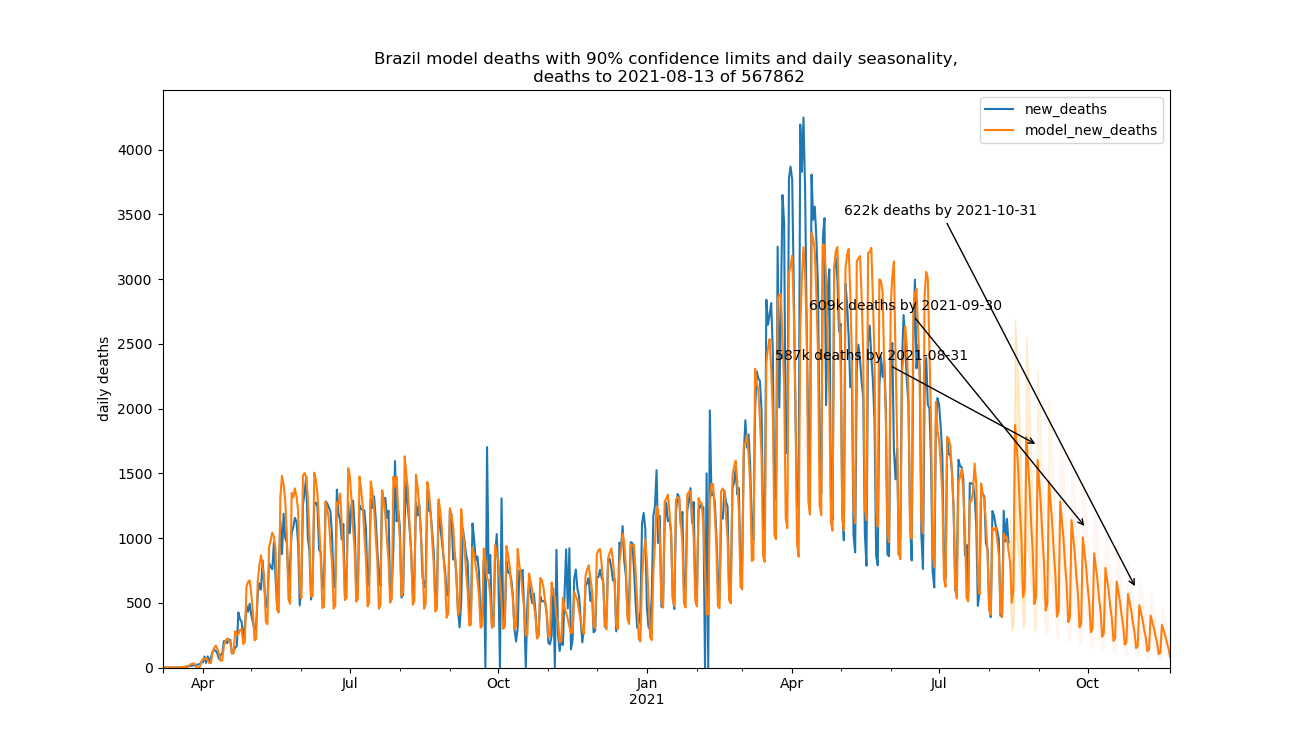 Brazil model deaths with 90% confidence limits and daily seasonality,
deaths to 2021-08-13 of 567862
new_deaths
model_new_deaths
622k deaths by 2021-10-31
609k deaths by 2021-09-30
587k deaths by 2021-08-31
daily deaths
4000
3500
3000
2500
2000
1500
1000
500
0
Apr
Jul
Oct
Jan
2021
Apr
Jul
Oct